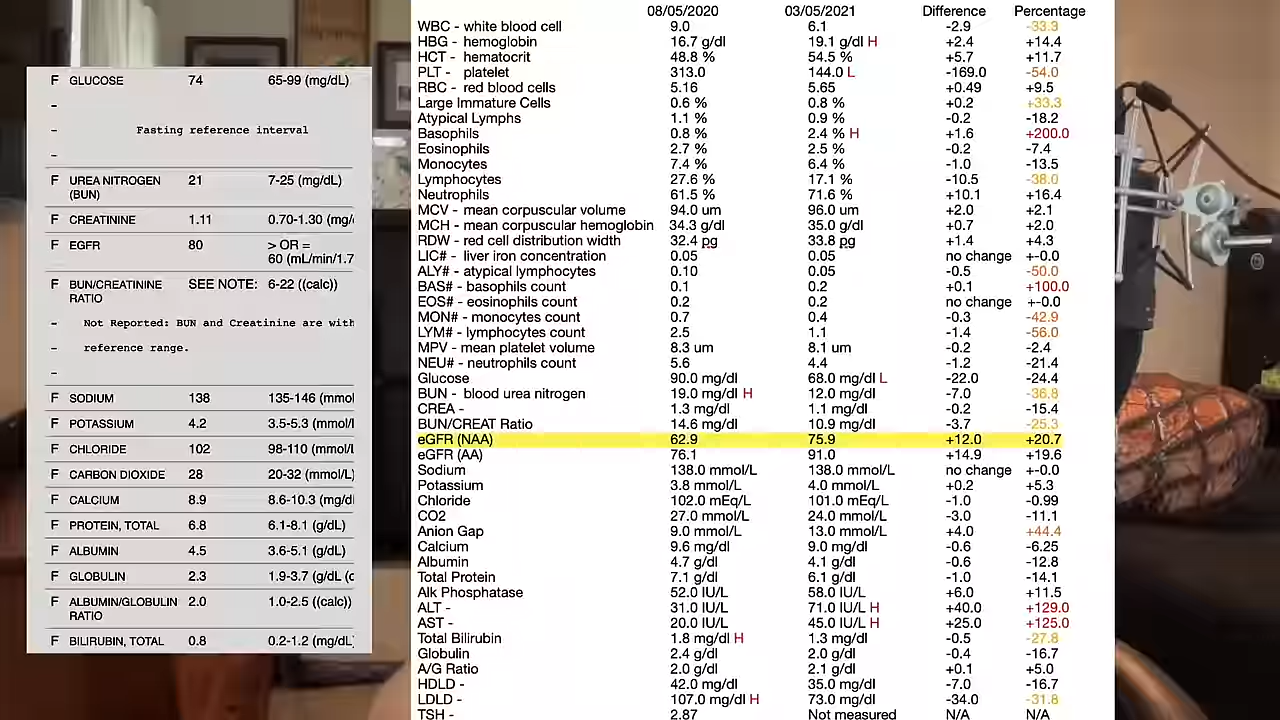 F GLUCOSE 74 65-99 (mg/dL)
-
- Fasting reference interval
-
F UREA NITROGEN 21 7-25 (mg/dL)
(BUN)
F CREATININE 1.11 0.70-1.30 (mg/
F EGFR 80 > OR =
60 (mL/min/1.7
F BUN/CREATININE SEE NOTE: 6-22 ((calc))
RATIO
- Not Reported: BUN and Creatinine are with
- reference range.
-
F SODIUM 138 135-146 (mmol
F POTASSIUM 4.2 3.5-5.3 (mmol/l
F CHLORIDE 102 98-110 (mmol/L
F CARBON DIOXIDE 28 20-32 (mmol/L)
F CALCIUM 8.9 8.6-10.3 (mg/d
F PROTEIN, TOTAL 6.8 6.1-8.1 (g/dL)
F ALBUMIN 4.5 3.6-5.1 (g/dL)
F GLOBULIN 2.3 1.9-3.7 (g/dL (c
F ALBUMIN/GLOBULIN 2.0 1.0-2.5 ((calc)
RATIO
F BILIRUBIN, TOTAL 0.8 0.2-1.2 (mg/dL
08/05/2020 03/05/2021 Difference Percentage
WBC - white blood cell 9.0 6.1 -2.9 -33.3
HBG - hemoglobin 16.7 g/dl 19.1 g/dl H +2.4 +14.4
HCT - hematocrit 48.8 % 54.5 % +5.7 +11.7
PLT - platelet 313.0 144.0 L -169.0 -54.0
RBC - red blood cells 5.16 5.65 +0.49 +9.5
Large Immature Cells 0.6 % 0.8 % +0.2 +33.3
Atypical Lymphs 1.1 % 0.9 % -0.2 -18.2
Basophils 0.8 % 2.4 % H +1.6 +200.0
Eosinophils 2.7 % 2.5 % -0.2 -7.4
Monocytes 7.4 % 6.4 % -1.0 -13.5
Lymphocytes 27.6 % 17.1 % -10.5 -38.0
Neutrophils 61.5 % 71.6 % +10.1 +16.4
MCV - mean corpuscular volume 94.0 um 96.0 um +2.0 +2.1
MCH - mean corpuscular hemoglobin 34.3 g/dl 35.0 g/dl +0.7 +2.0
RDW - red cell distribution width 32.4 pg 33.8 pg +1.4 +4.3
LIC# - liver iron concentration 0.05 0.05 no change +-0.0
ALY# - atypical lymphocytes 0.10 0.05 -0.5 -50.0
BAS# - basophils count 0.1 0.2 +0.1 +100.0
EOS# - eosinophils count 0.2 0.2 no change +-0.0
MON# - monocytes count 0.7 0.4 -0.3 -42.9
LYM# - lymphocytes count 2.5 1.1 -1.4 -56.0
MPV - mean platelet volume 8.3 um 8.1 um -0.2 -2.4
NEU# - neutrophils count 5.6 4.4 -1.2 -21.4
Glucose 90.0 mg/dl 68.0 mg/dl L -22.0 -24.4
BUN - blood urea nitrogen 19.0 mg/dl H 12.0 mg/dl -7.0 -36.8
CREA - 1.3 mg/dl 1.1 mg/dl -0.2 -15.4
BUN/CREAT Ratio 14.6 mg/dl 10.9 mg/dl -3.7 -25.3
eGFR (NAA) 62.9 75.9 +12.0 +20.7
eGFR (AA) 76.1 91.0 +14.9 +19.6
Sodium 138.0 mmol/L 138.0 mmol/L no change +-0.0
Potassium 3.8 mmol/L 4.0 mmol/L +0.2 +5.3
Chloride 102.0 mEq/L 101.0 mEq/L -1.0 -0.99
CO2 27.0 mmol/L 24.0 mmol/L -3.0 -11.1
Anion Gap 9.0 mmol/L 13.0 mmol/L +4.0 +44.4
Calcium 9.6 mg/dl 9.0 mg/dl -0.6 -6.25
Albumin 4.7 g/dl 4.1 g/dl -0.6 -12.8
Total Protein 7.1 g/dl 6.1 g/dl -1.0 -14.1
Alk Phosphatase 52.0 IU/L 58.0 IU/L +6.0 +11.5
ALT - 31.0 IU/L 71.0 IU/L H +40.0 +129.0
AST - 20.0 IU/L 45.0 IU/L H +25.0 +125.0
Total Bilirubin 1.8 mg/dl H 1.3 mg/dl -0.5 -27.8
Globulin 2.4 g/dl 2.0 g/dl -0.4 -16.7
A/G Ratio 2.0 g/dl 2.1 g/dl +0.1 +5.0
HDLD - 42.0 mg/dl 35.0 mg/dl -7.0 -16.7
LDLD - 107.0 mg/dl H 73.0 mg/dl -34.0 -31.8
TSH - 2.87 Not measured N/A N/A